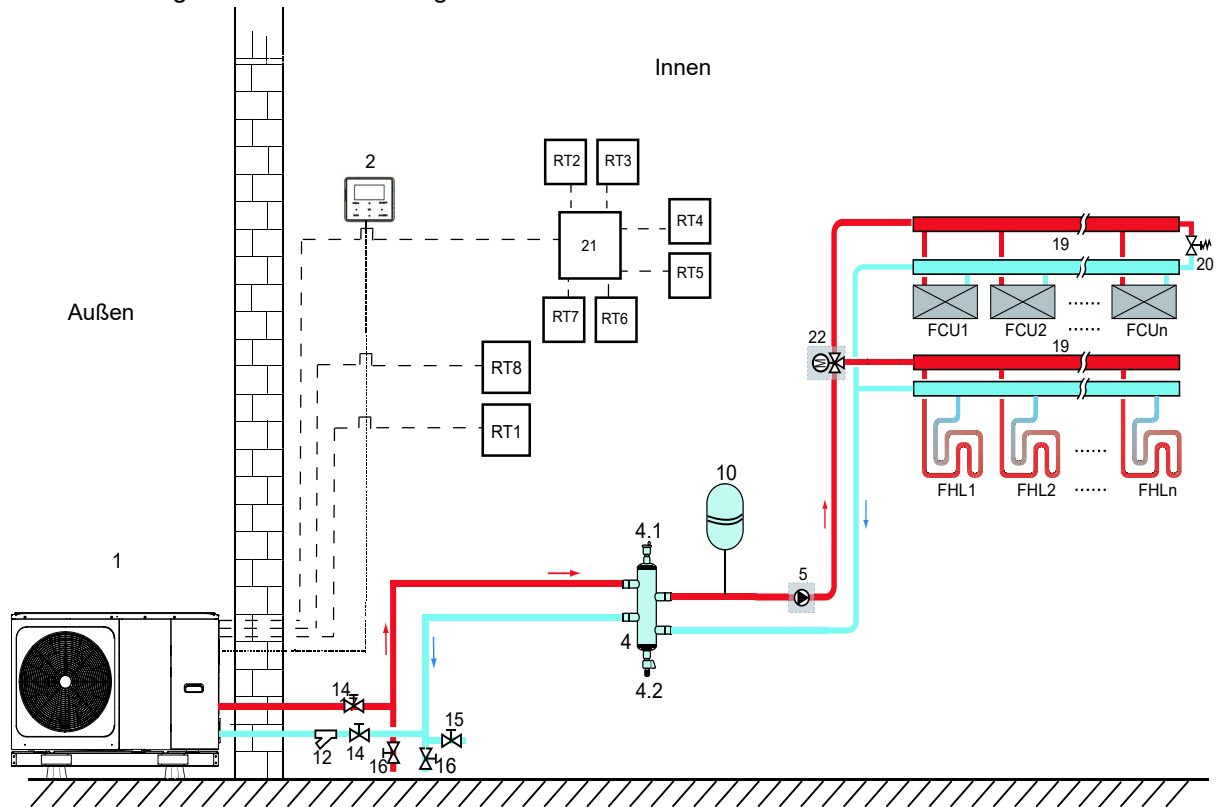 Innen
2
RT2
RT3
RT4
21
RT5
RT7
RT6
19
20
Außen
FCU1
FCU2
......
......
FCUn
22
19
RT8
RT1
......
10
FHL1
FHL2
......
FHLn
4.1
1
5
4
4.2
14
15
12
14
16
16